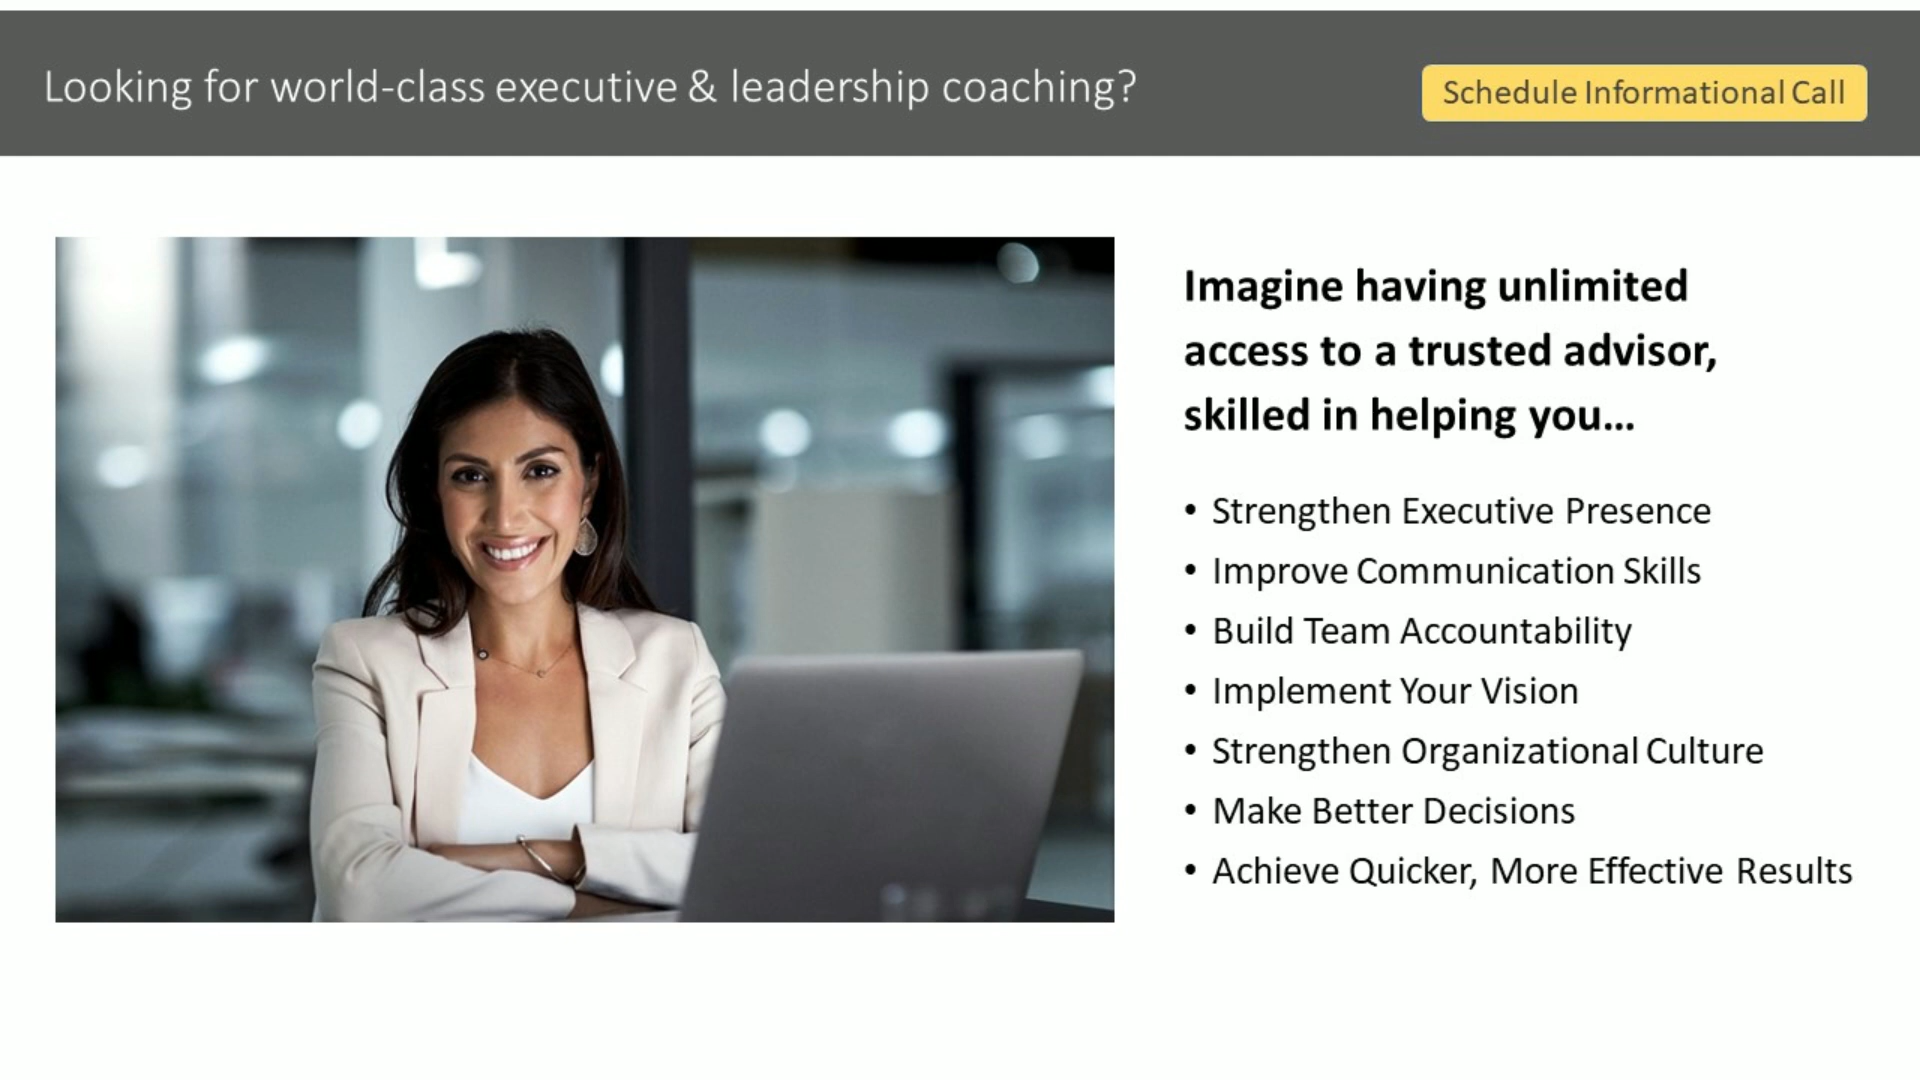 Looking for world-class executive & leadership coaching?
Schedule Informational Call
Imagine having unlimited
access to a trusted advisor,
skilled in helping you...
• Strengthen Executive Presence
• Improve Communication Skills
• Build Team Accountability
• Implement Your Vision
• Strengthen Organizational Culture
• Make Better Decisions
• Achieve Quicker, More Effective Results